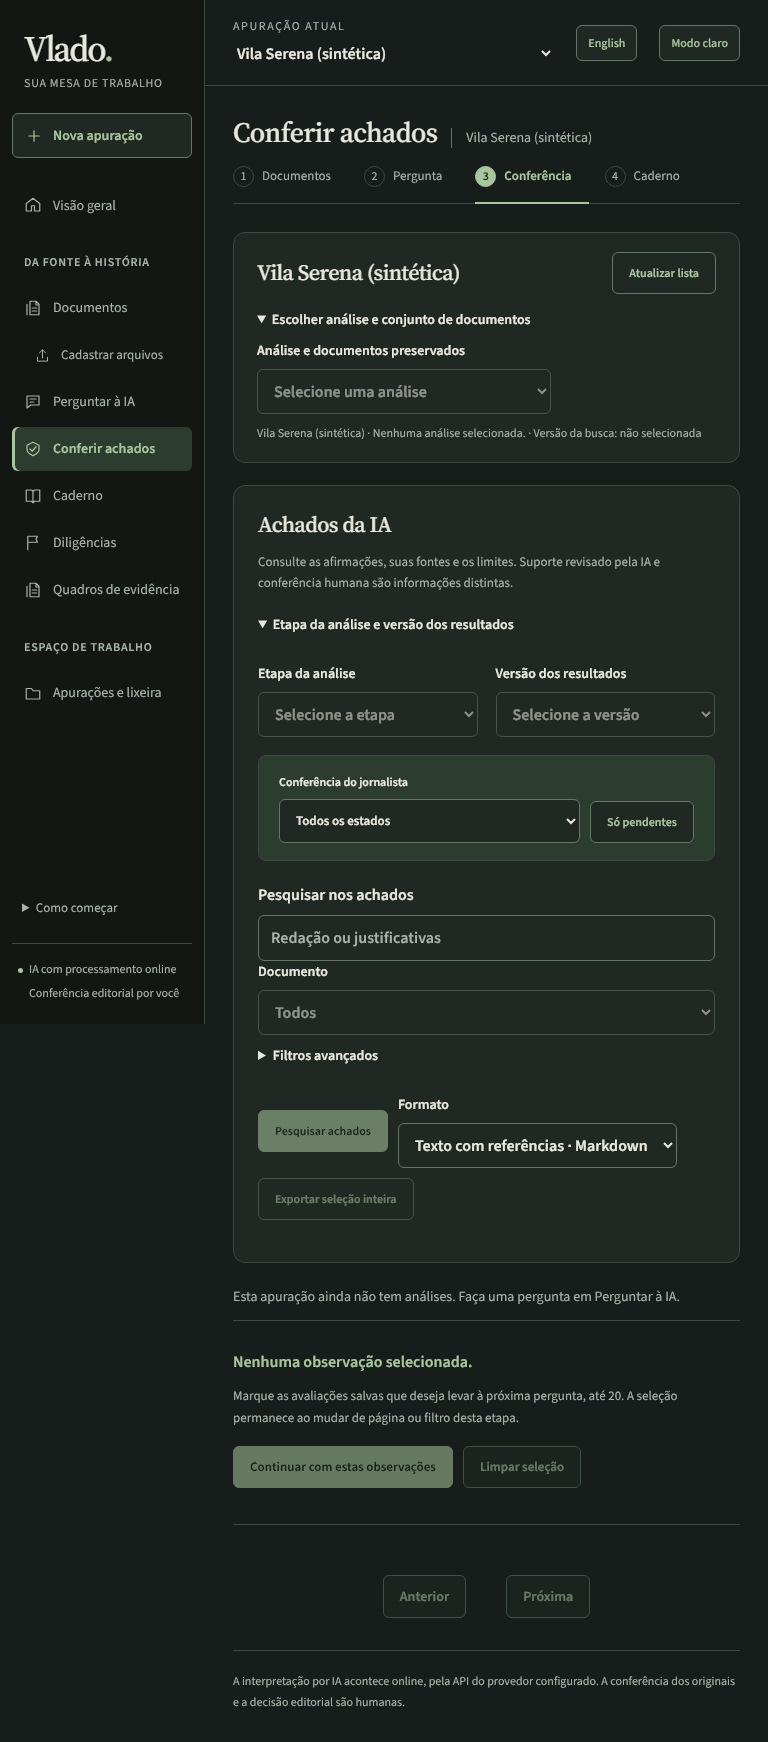 Vlado.
SUA MESA DE TRABALHO
Nova apuração
Visão geral
DA FONTE À HISTÓRIA
Documentos
Cadastrar arquivos
Perguntar à IA
Conferir achados
Caderno
Diligências
Quadros de evidência
ESPAÇO DE TRABALHO
Apurações e lixeira
Como começar
IA com processamento online
Conferência editorial por você
APURAÇÃO ATUAL
Vila Serena (sintética)
English
Modo claro
Conferir achados
Vila Serena (sintética)
1 Documentos
2 Pergunta
3 Conferência
4 Caderno
Vila Serena (sintética)
Atualizar lista
Escolher análise e conjunto de documentos
Análise e documentos preservados
Selecione uma análise
Vila Serena (sintética) · Nenhuma análise selecionada. · Versão da busca: não selecionada
Achados da IA
Consulte as afirmações, suas fontes e os limites. Suporte revisado pela IA e
conferência humana são informações distintas.
Etapa da análise e versão dos resultados
Etapa da análise
Versão dos resultados
Selecione a etapa
Selecione a versão
Conferência do jornalista
Todos os estados
Só pendentes
Pesquisar nos achados
Redação ou justificativas
Documento
Todos
Filtros avançados
Formato
Pesquisar achados
Texto com referências · Markdown
Exportar seleção inteira
Esta apuração ainda não tem análises. Faça uma pergunta em Perguntar à IA.
Nenhuma observação selecionada.
Marque as avaliações salvas que deseja levar à próxima pergunta, até 20. A seleção
permanece ao mudar de página ou filtro desta etapa.
Continuar com estas observações
Limpar seleção
Anterior
Próxima
A interpretação por IA acontece online, pela API do provedor configurado. A conferência dos originais
e a decisão editorial são humanas.